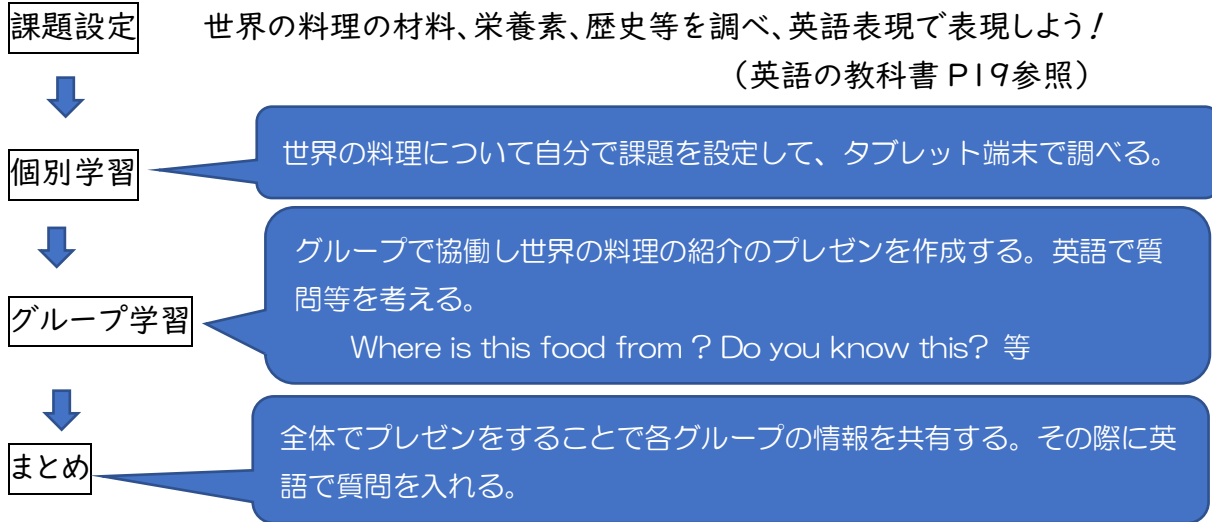 課題設定　世界の料理の材料、栄養素、歴史等を調べ、英語表現で表現しよう！
（英語の教科書 P19参照）
個別学習
世界の料理について自分で課題を設定して、タブレット端末で調べる。
グループ学習
グループで協働し世界の料理の紹介のプレゼンを作成する。英語で質
問等を考える。
Where is this food from ? Do you know this? 等
まとめ
全体でプレゼンをすることで各グループの情報を共有する。その際に英
語で質問を入れる。